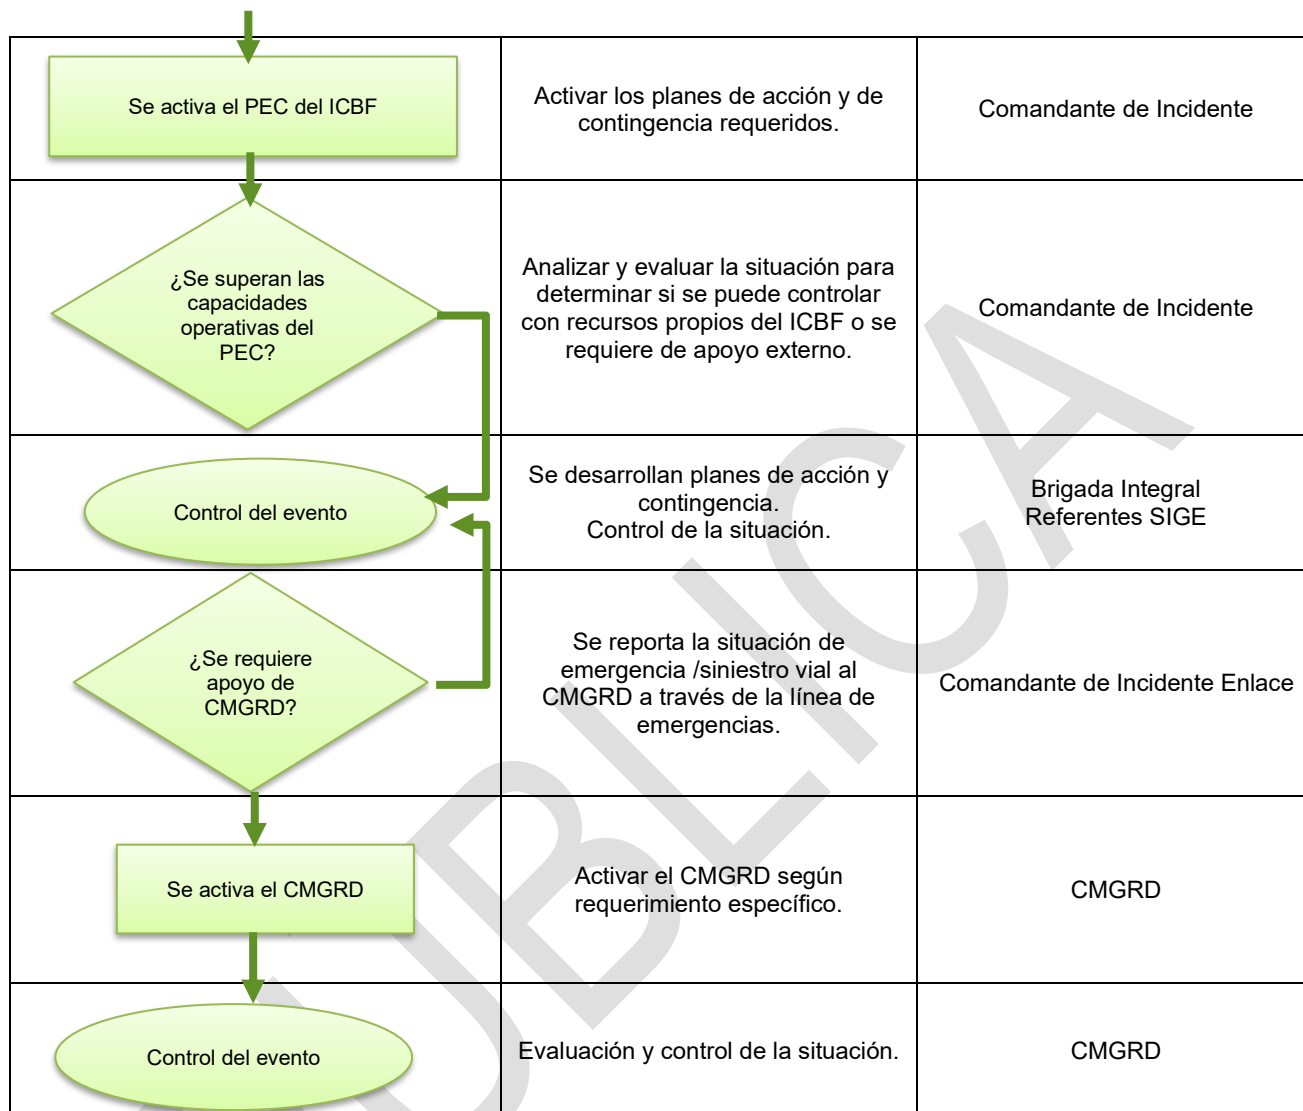 Se activa el PEC del ICBF
Activar los planes de acción y de
contingencia requeridos.
Comandante de Incidente
¿Se superan las
capacidades
operativas del
PEC?
Analizar y evaluar la situación para
determinar si se puede controlar
con recursos propios del ICBF o se
requiere de apoyo externo.
Comandante de Incidente
Control del evento
Se desarrollan planes de acción y
contingencia.
Control de la situación.
Brigada Integral
Referentes SIGE
¿Se requiere
apoyo de
CMGRD?
Se reporta la situación de
emergencia /siniestro vial al
CMGRD a través de la línea de
emergencias.
Comandante de Incidente Enlace
Se activa el CMGRD
Activar el CMGRD según
requerimiento específico.
CMGRD
Control del evento
Evaluación y control de la situación.
CMGRD
UBLICA